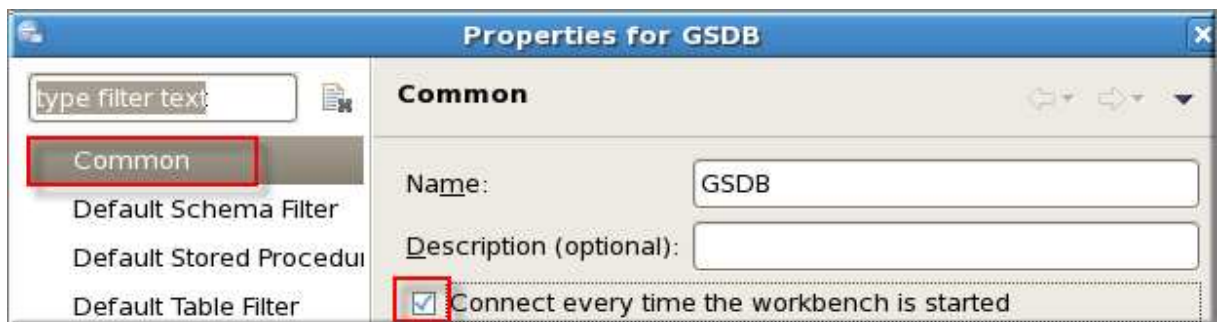 Properties for GSDB
type filter text
Common
Default Schema Filter
Default Stored Procedu
Default Table Filter
Common
Name: GSDB
Description (optional):
Connect every time the workbench is started